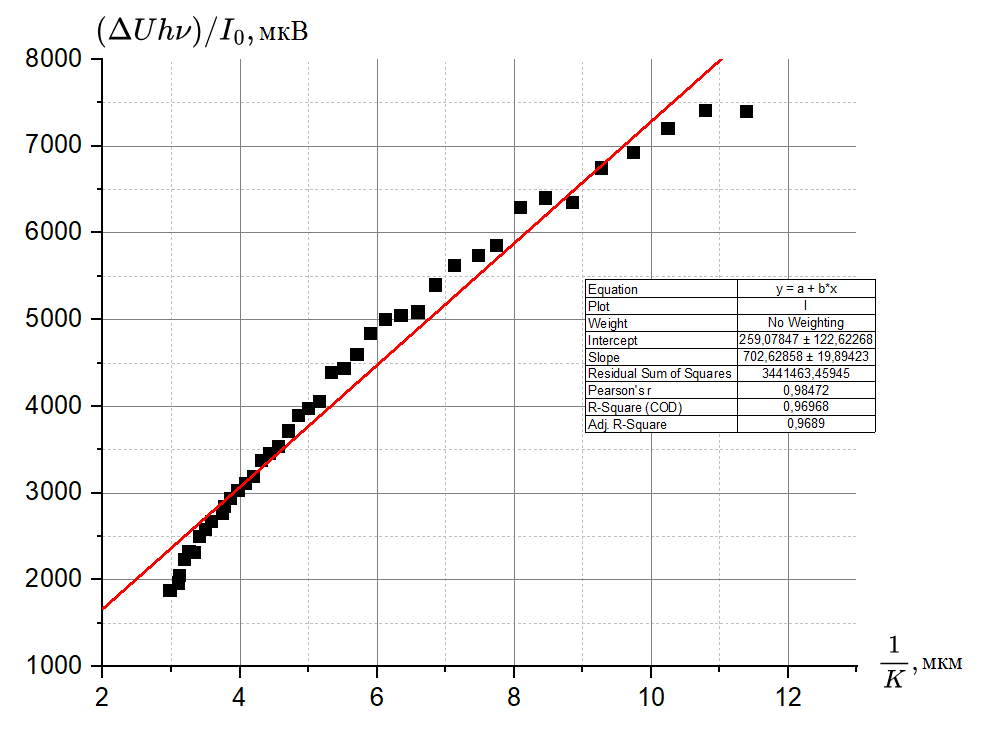 (ΔUhν)/I₀, мкВ
8000
7000
6000
5000
4000
3000
2000
1000
2 4 6 8 10 12
1/K, мкм
Equation y = a + b*x
Plot I
Weight No Weighting
Intercept 259,07847 ± 122,62268
Slope 702,62858 ± 19,89423
Residual Sum of Squares 3441463,45945
Pearson's r 0,98472
R-Square (COD) 0,96968
Adj. R-Square 0,9689